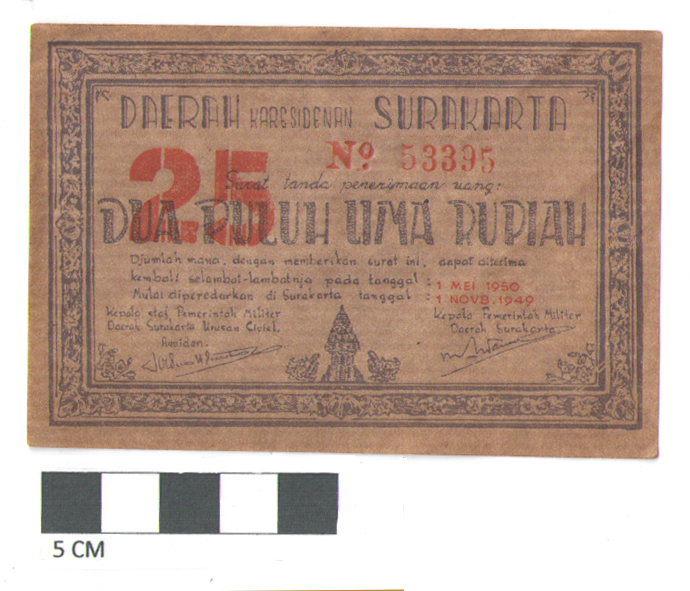 DAERAH KARESIDENAN SURAKARTA
25
No. 53395
Surat tanda penerimaan uang:
DUA PULUH LIMA RUPIAH
Djumlah mana, dengan memberikan surat ini, dapat diterima
kembali selambat-lambatnja pada tanggal : 1 MEI 1950
Mulai diperedarkan di Surakarta tanggal : 1 NOVB. 1949
Kepala staf Pemerintah Militer
Daerah Surakarta Urusan Civiel.
Residen:
Kepala Pemerintah Militer
Daerah Surakarta.
5 CM